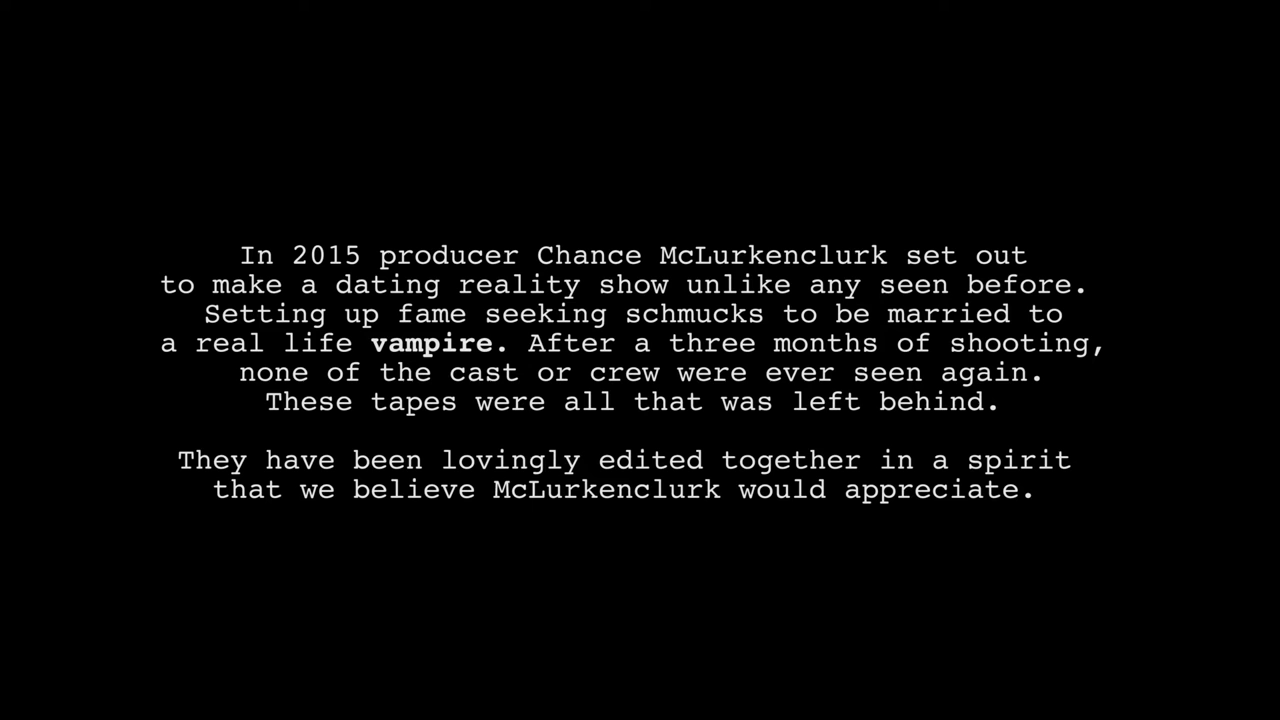 In 2015 producer Chance McLurkenclurk set out
to make a dating reality show unlike any seen before.
Setting up fame seeking schmucks to be married to
a real life vampire. After a three months of shooting,
none of the cast or crew were ever seen again.
These tapes were all that was left behind.
They have been lovingly edited together in a spirit
that we believe McLurkenclurk would appreciate.